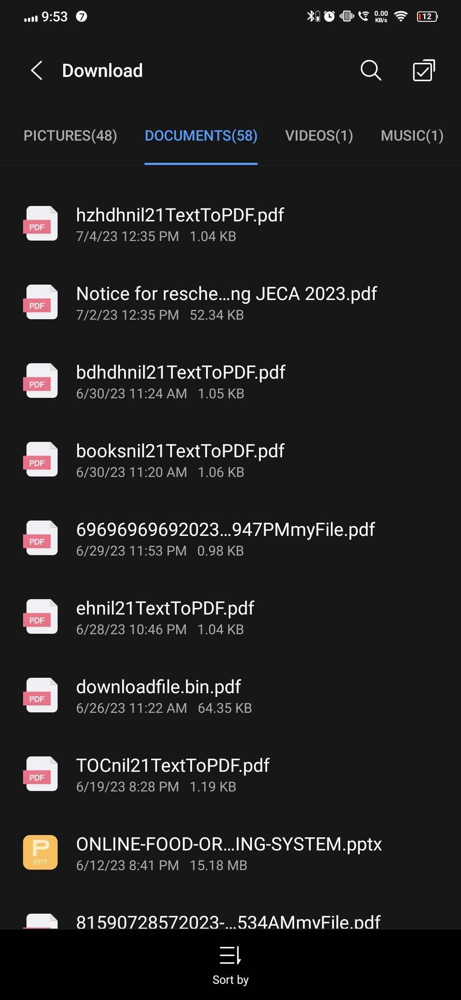 9:53 7 0.00 KB/s 12
Download
PICTURES(48) DOCUMENTS(58) VIDEOS(1) MUSIC(1)
PDF hzhdhnil21TextToPDF.pdf
7/4/23 12:35 PM 1.04 KB
PDF Notice for resche...ng JECA 2023.pdf
7/2/23 12:35 PM 52.34 KB
PDF bdhdhnil21TextToPDF.pdf
6/30/23 11:24 AM 1.05 KB
PDF booksnil21TextToPDF.pdf
6/30/23 11:20 AM 1.06 KB
PDF 69696969692023...947PMmyFile.pdf
6/29/23 11:53 PM 0.98 KB
PDF ehnil21TextToPDF.pdf
6/28/23 10:46 PM 1.04 KB
PDF downloadfile.bin.pdf
6/26/23 11:22 AM 64.35 KB
PDF TOCnil21TextToPDF.pdf
6/19/23 8:28 PM 1.19 KB
P PPT ONLINE-FOOD-OR...ING-SYSTEM.pptx
6/12/23 8:41 PM 15.18 MB
81590728572023-...534AMmyFile.pdf
Sort by